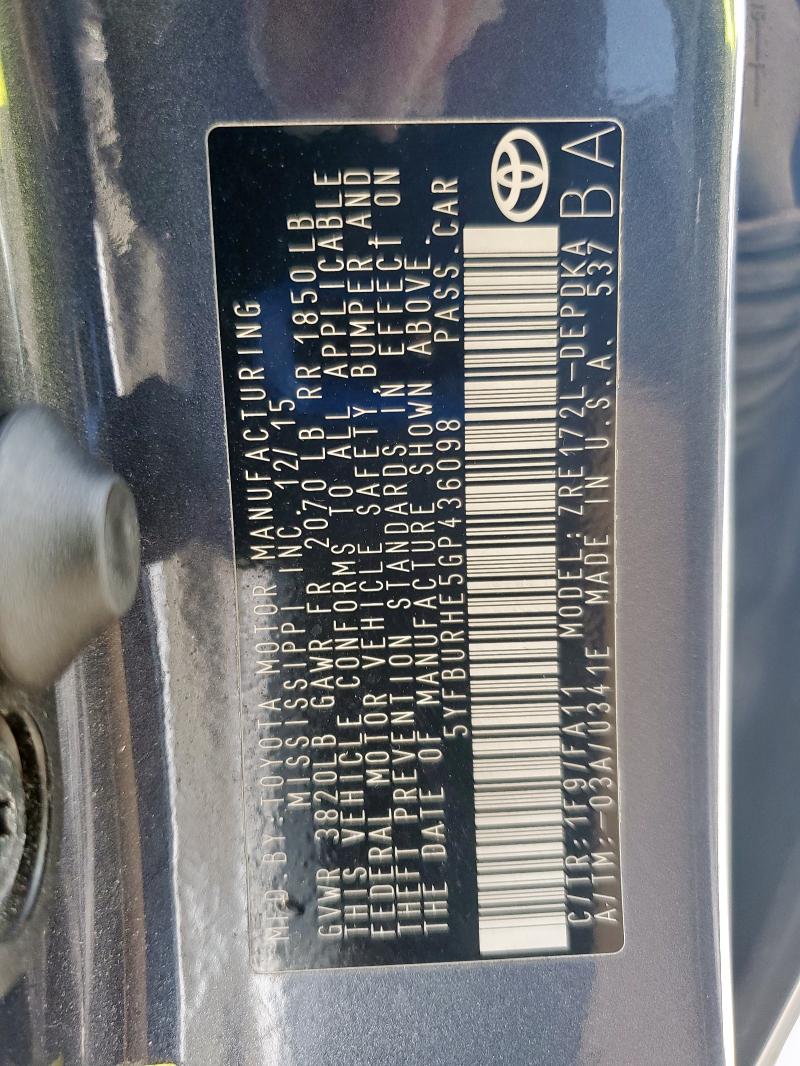 MFD.BY:TOYOTA MOTOR MANUFACTURING
MISSISSIPPI INC.12/15
GVWR 3820LB GAWR FR 2070 LB RR 1850 LB
THIS VEHICLE CONFORMS TO ALL APPLICABLE
FEDERAL MOTOR VEHICLE SAFETY, BUMPER AND
THEFT PREVENTION STANDARDS IN EFFECT ON
THE DATE OF MANUFACTURE SHOWN ABOVE.
5YFBURHE5GP436098 PASS.CAR
C/TR:1F9/FA11 MODEL:ZRE172L-DEPDKA
A/TM:-03A/0341E MADE IN U.S.A. 537
BA